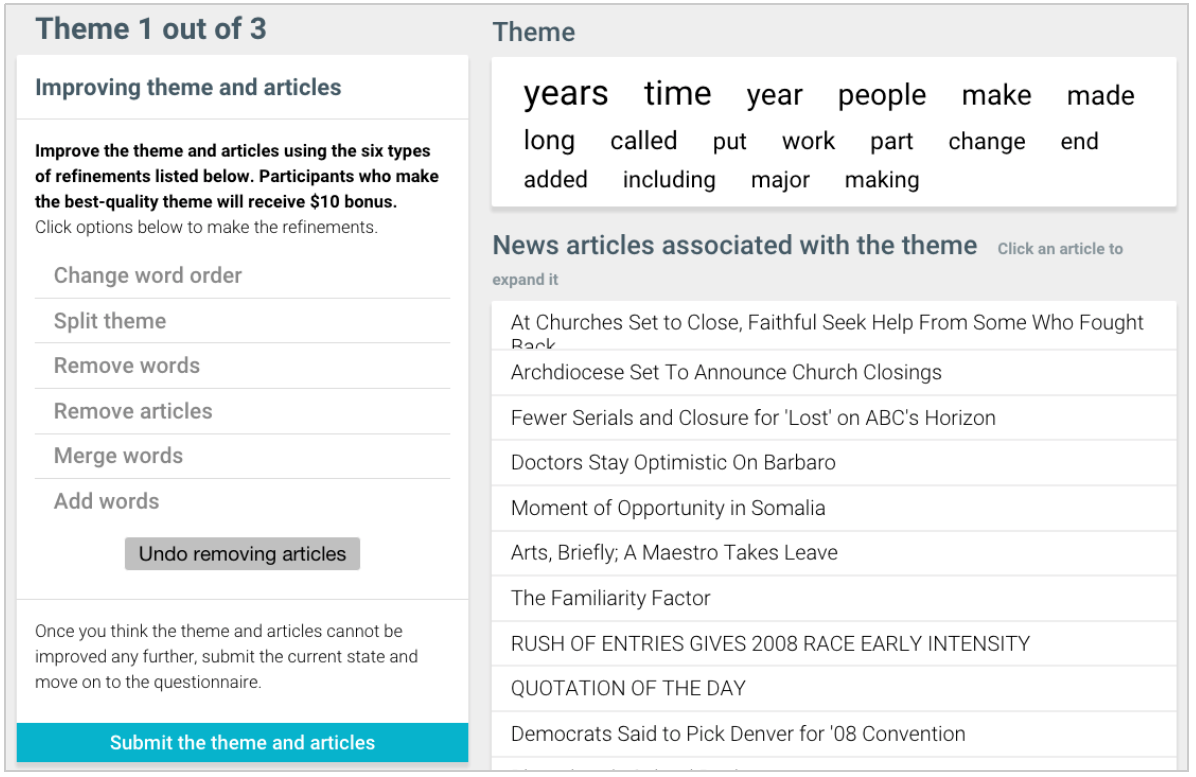 Theme 1 out of 3
Improving theme and articles
Improve the theme and articles using the six types
of refinements listed below. Participants who make
the best-quality theme will receive $10 bonus.
Click options below to make the refinements.
Change word order
Split theme
Remove words
Remove articles
Merge words
Add words
Undo removing articles
Once you think the theme and articles cannot be
improved any further, submit the current state and
move on to the questionnaire.
Submit the theme and articles
Theme
years time year people make made
long called put work part change end
added including major making
News articles associated with the theme Click an article to
expand it
At Churches Set to Close, Faithful Seek Help From Some Who Fought
Back
Archdiocese Set To Announce Church Closings
Fewer Serials and Closure for 'Lost' on ABC's Horizon
Doctors Stay Optimistic On Barbaro
Moment of Opportunity in Somalia
Arts, Briefly; A Maestro Takes Leave
The Familiarity Factor
RUSH OF ENTRIES GIVES 2008 RACE EARLY INTENSITY
QUOTATION OF THE DAY
Democrats Said to Pick Denver for '08 Convention